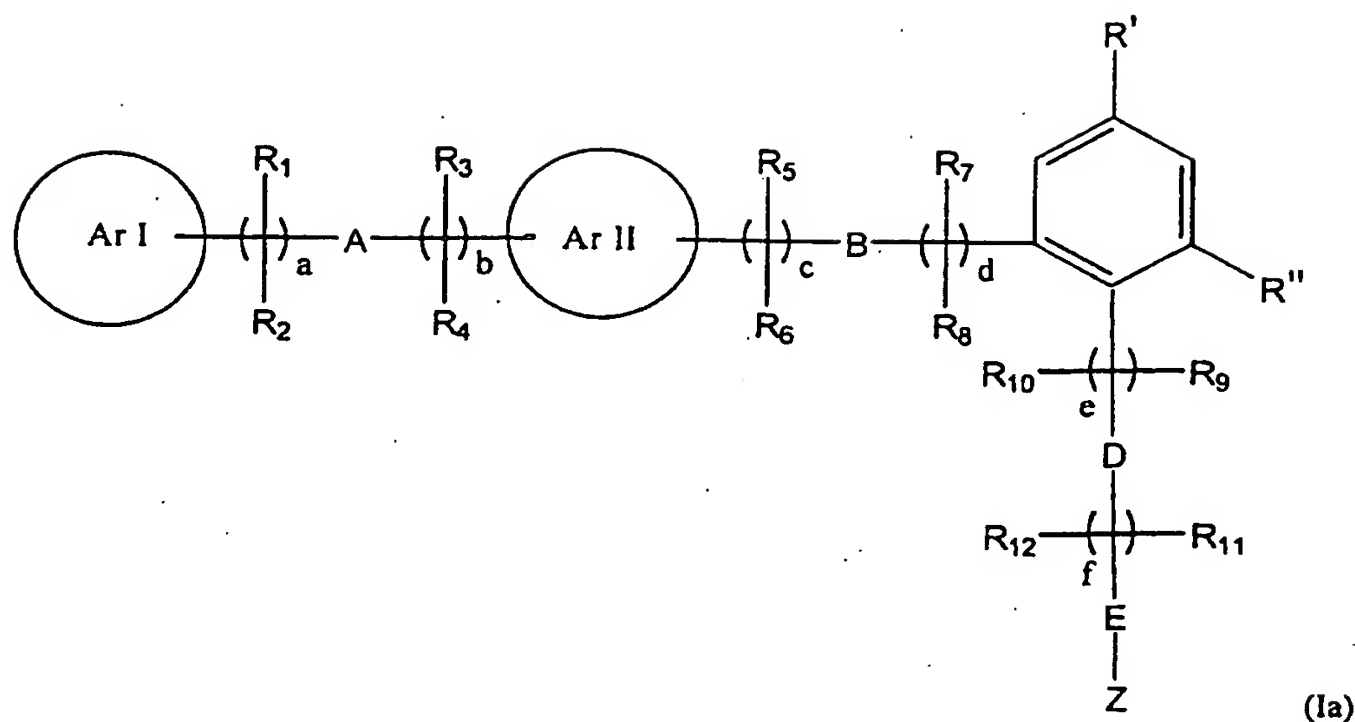 R'
R₁ R₃ R₅ R₇
Ar I ( ) a A ( ) b Ar II ( ) c B ( ) d
R₂ R₄ R₆ R₈ R''
R₁₀ ( ) e R₉
D
R₁₂ ( ) f R₁₁
E
Z (Ia)